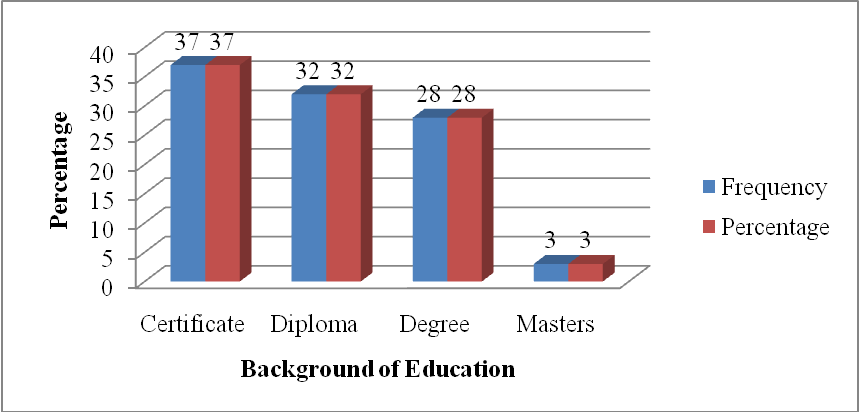 37 37
32 32
28 28
3 3
40
35
30
25
20
15
10
5
0
Percentage
Certificate Diploma Degree Masters
Background of Education
Frequency
Percentage